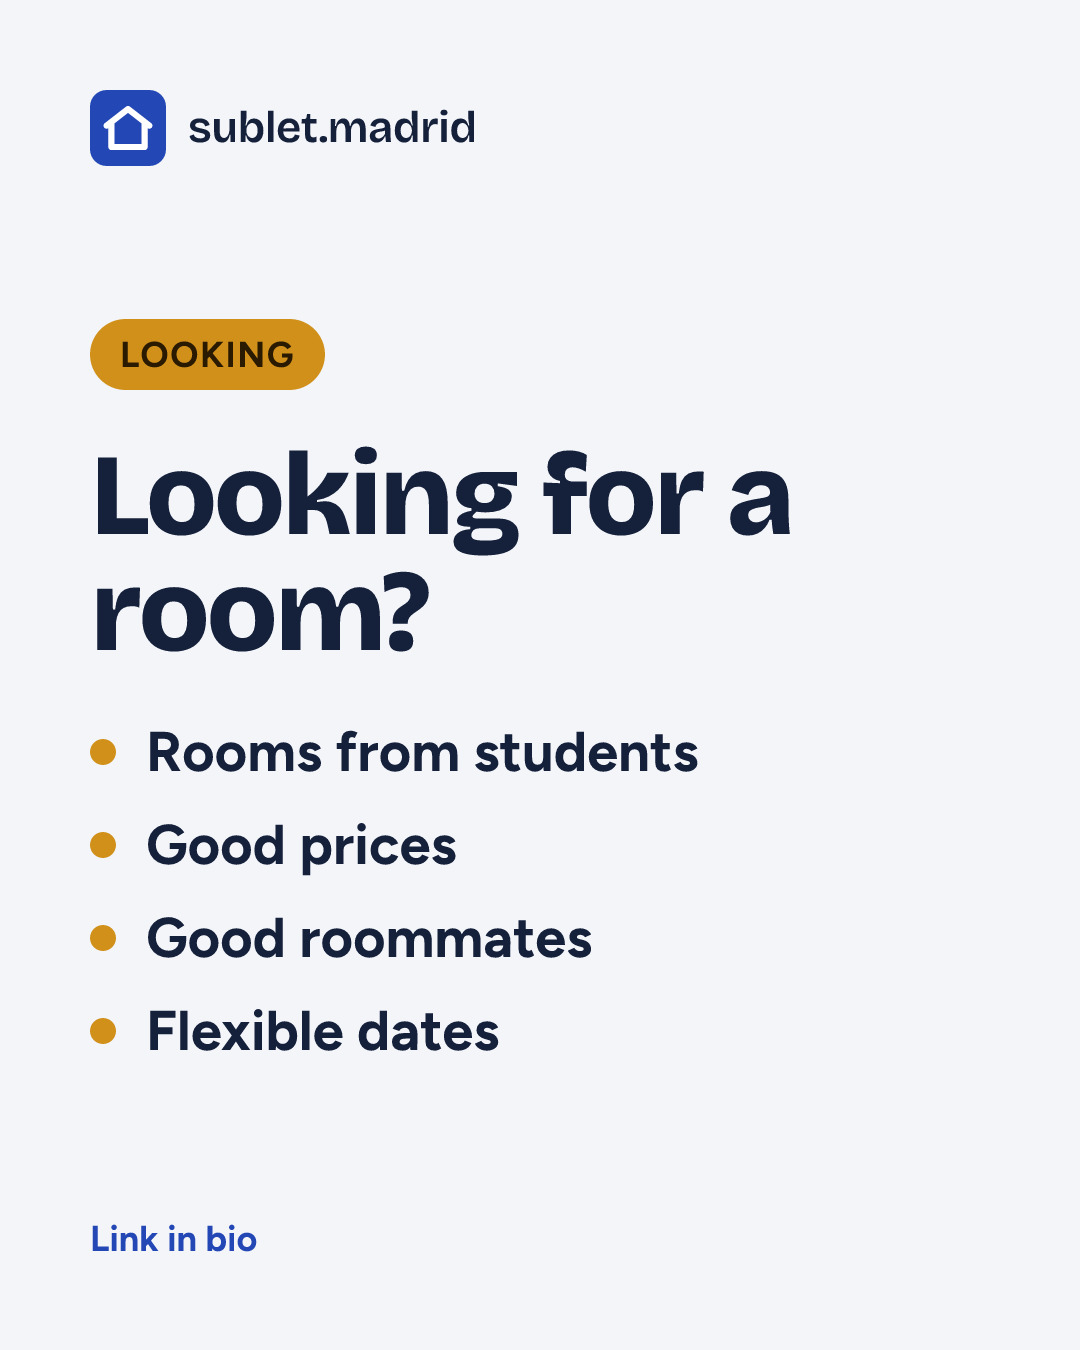 sublet.madrid
LOOKING
Looking for a
room?
Rooms from students
Good prices
Good roommates
Flexible dates
Link in bio